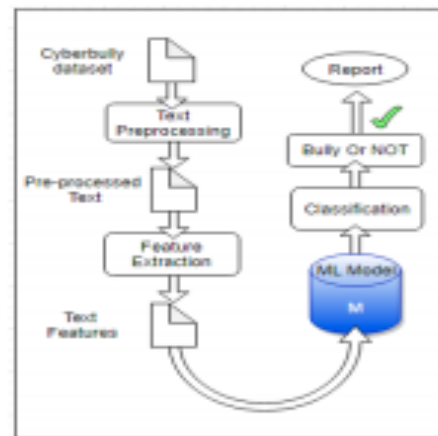 Cyberbully
dataset
Text
Preprocessing
Pre-processed
Text
Feature
Extraction
Text
Features
Report
Bully Or NOT
Classification
ML Model
M